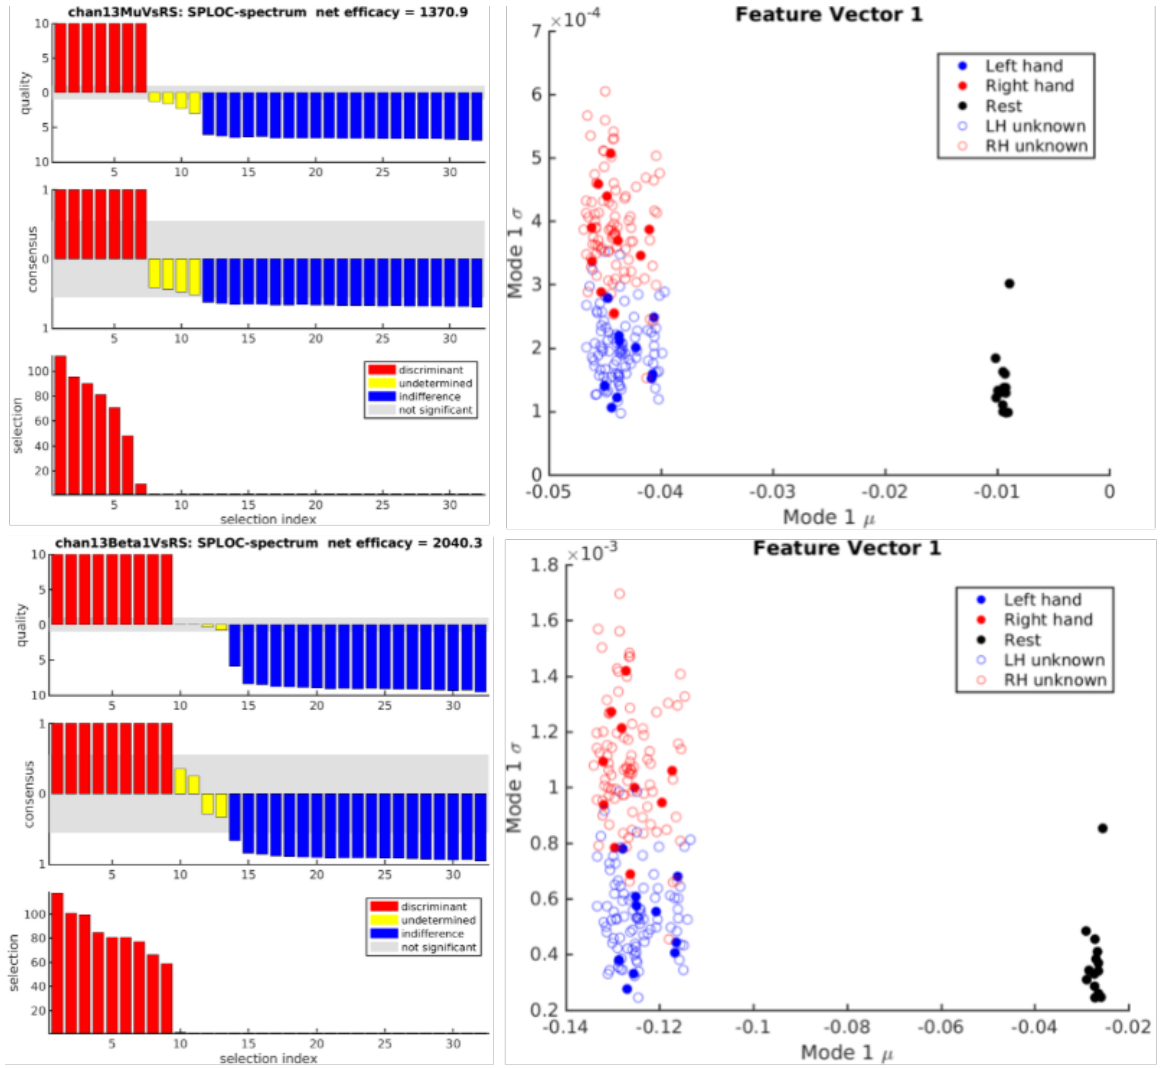 chan13MuVsRS: SPLOC-spectrum net efficacy = 1370.9
10
5
0
5
10
quality
5 10 15 20 25 30
1
0
1
consensus
5 10 15 20 25 30
100
80
60
40
20
selection
discriminant
undetermined
indifference
not significant
5 10 15 20 25 30
selection index
Feature Vector 1
×10-4
7
6
5
4
3
2
1
0
Mode 1 σ
Left hand
Right hand
Rest
LH unknown
RH unknown
-0.05 -0.04 -0.03 -0.02 -0.01 0
Mode 1 μ
chan13Beta1VsRS: SPLOC-spectrum net efficacy = 2040.3
10
5
0
5
10
quality
5 10 15 20 25 30
1
0
1
consensus
5 10 15 20 25 30
100
80
60
40
20
selection
discriminant
undetermined
indifference
not significant
5 10 15 20 25 30
selection index
Feature Vector 1
×10-3
1.8
1.6
1.4
1.2
1
0.8
0.6
0.4
0.2
Mode 1 σ
Left hand
Right hand
Rest
LH unknown
RH unknown
-0.14 -0.12 -0.1 -0.08 -0.06 -0.04 -0.02
Mode 1 μ